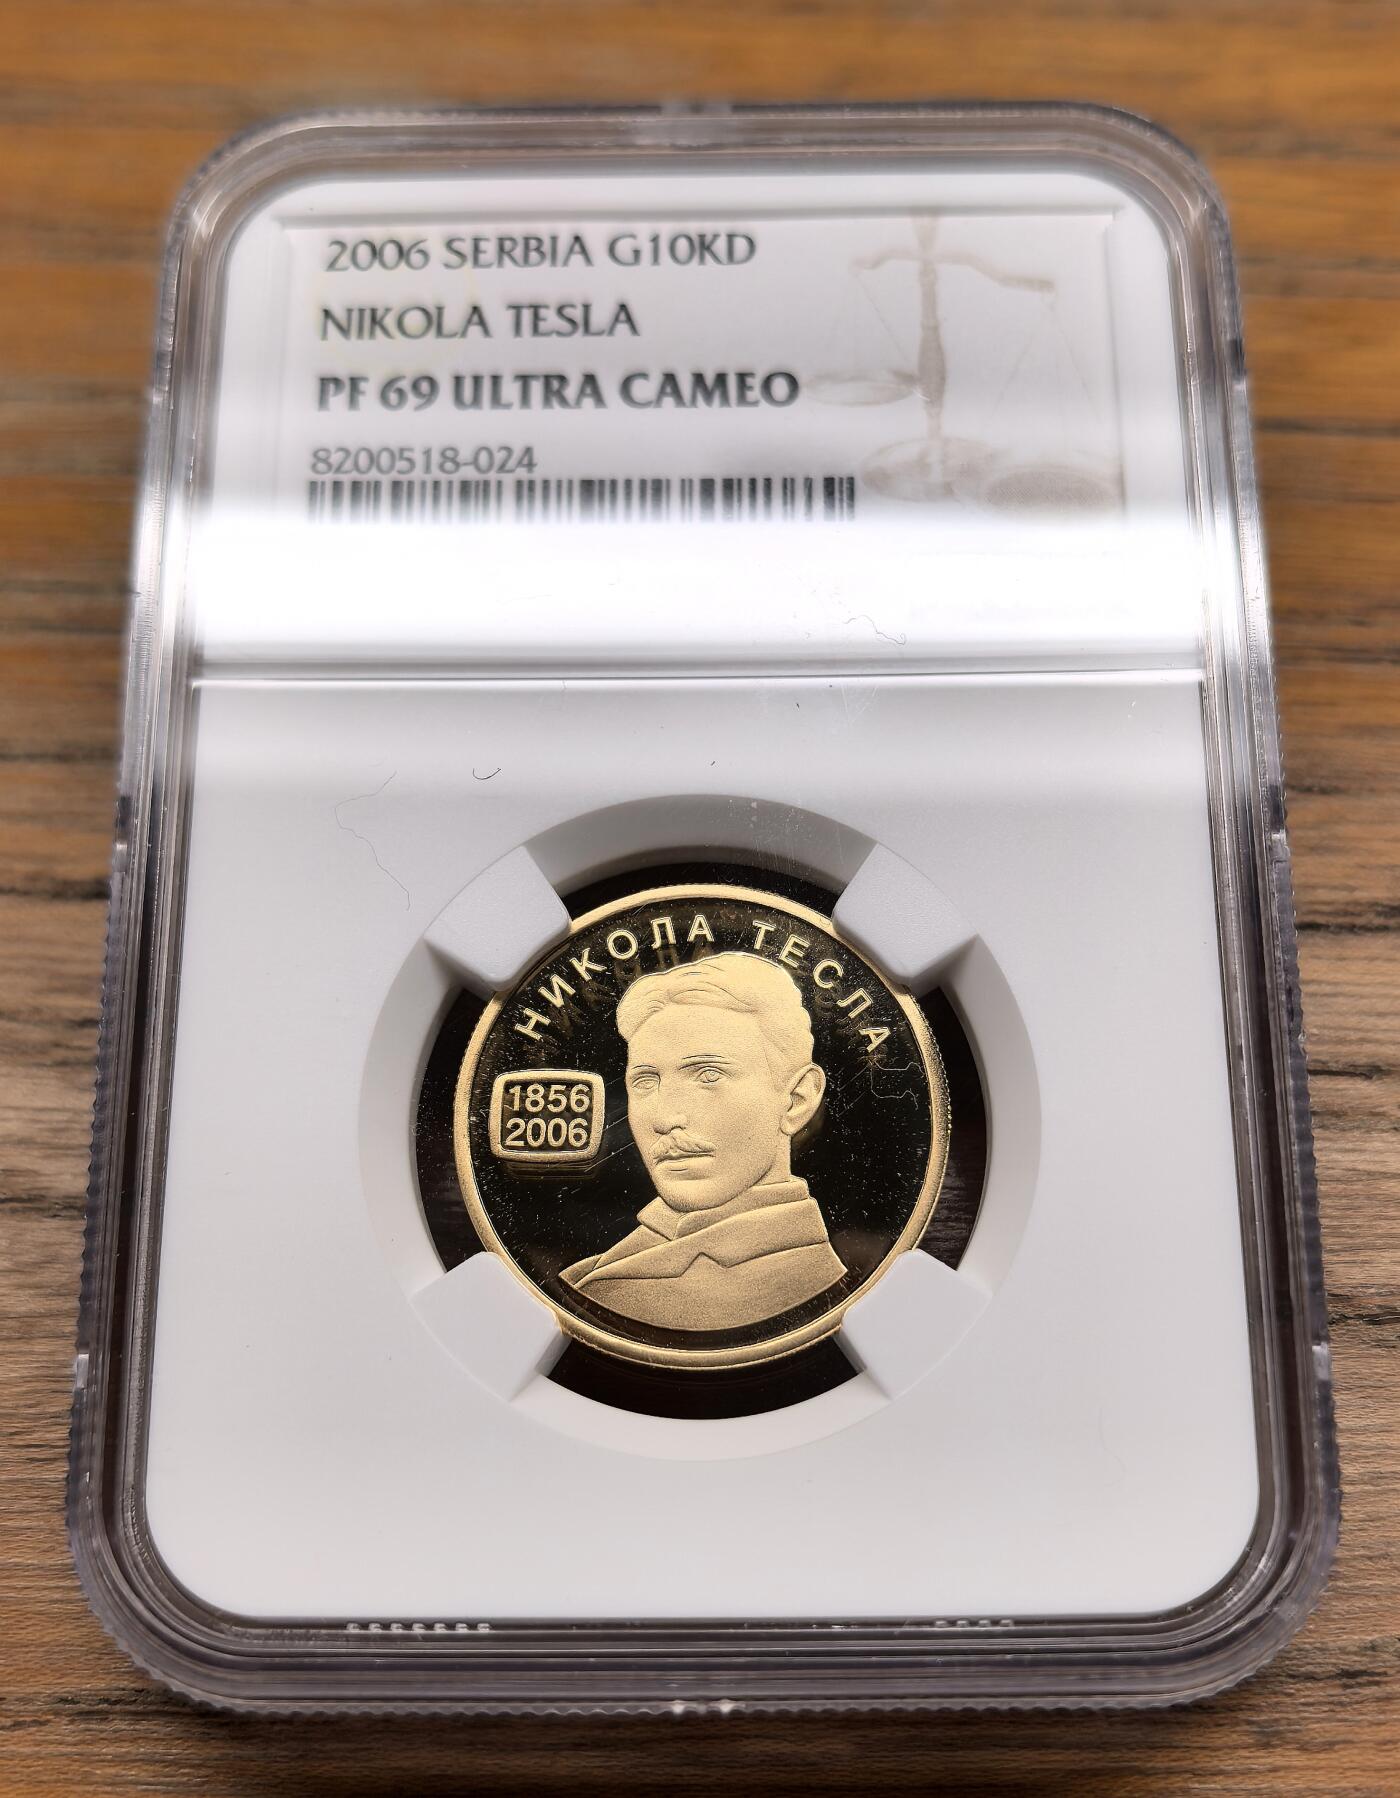 2006 SERBIA G10KD
NIKOLA TESLA
PF 69 ULTRA CAMEO
8200518-024
НИКОЛА ТЕСЛА
1856
2006